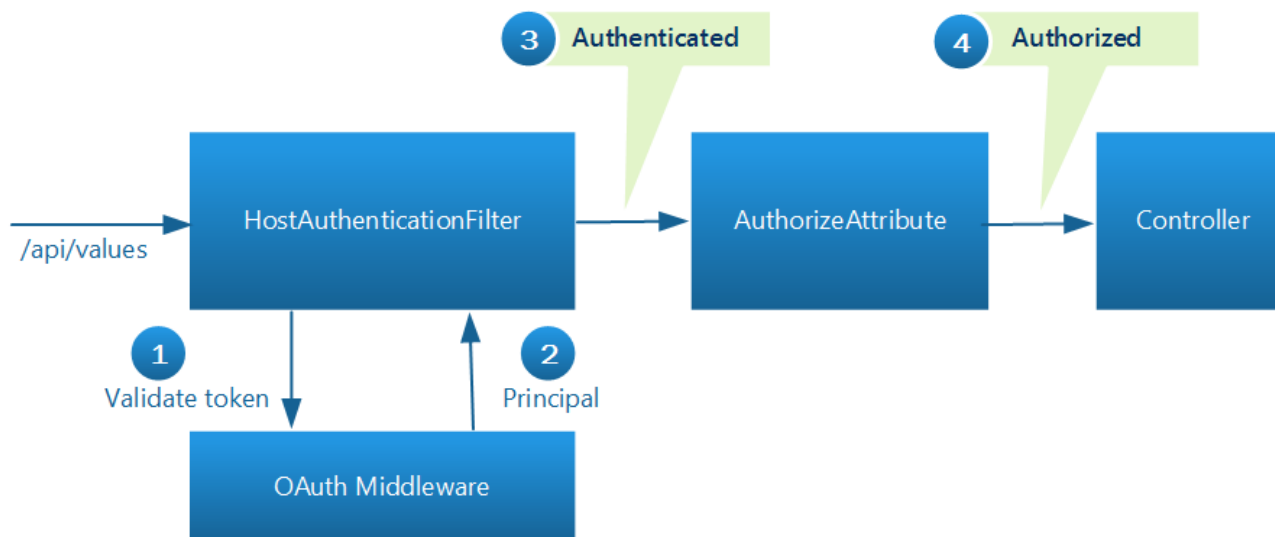 3 Authenticated
4 Authorized
HostAuthenticationFilter
AuthorizeAttribute
Controller
/api/values
1
2
Validate token
Principal
OAuth Middleware